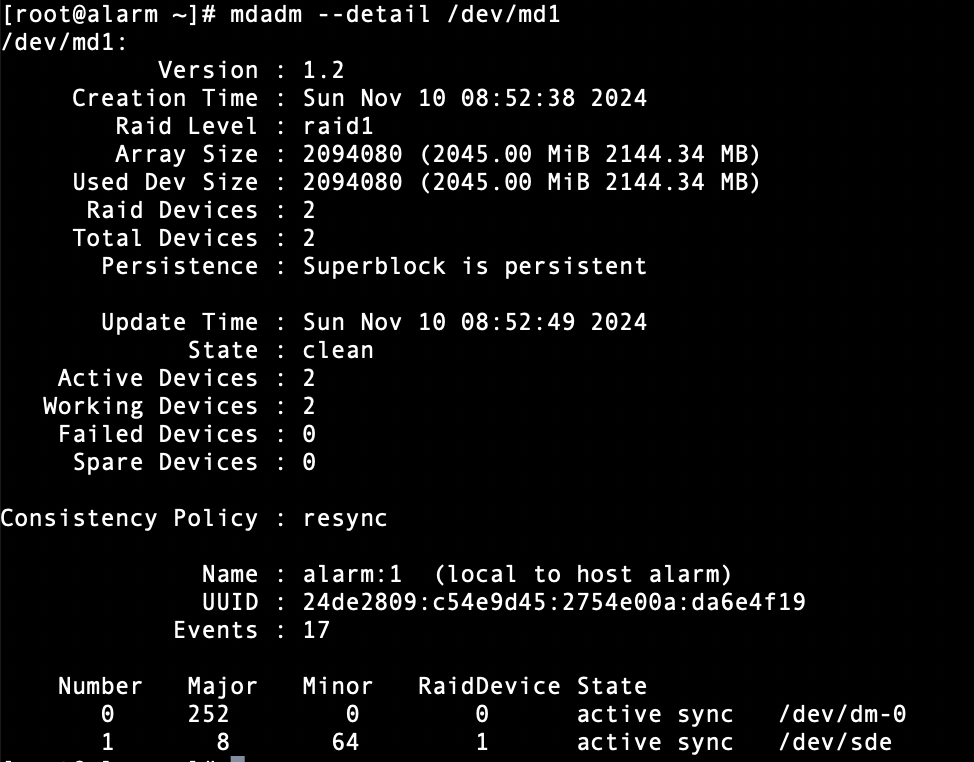 [root@alarm ~]# mdadm --detail /dev/md1
/dev/md1:
Version : 1.2
Creation Time : Sun Nov 10 08:52:38 2024
Raid Level : raid1
Array Size : 2094080 (2045.00 MiB 2144.34 MB)
Used Dev Size : 2094080 (2045.00 MiB 2144.34 MB)
Raid Devices : 2
Total Devices : 2
Persistence : Superblock is persistent
Update Time : Sun Nov 10 08:52:49 2024
State : clean
Active Devices : 2
Working Devices : 2
Failed Devices : 0
Spare Devices : 0
Consistency Policy : resync
Name : alarm:1  (local to host alarm)
UUID : 24de2809:c54e9d45:2754e00a:da6e4f19
Events : 17
Number   Major   Minor   RaidDevice State
0     252        0        0      active sync   /dev/dm-0
1       8       64        1      active sync   /dev/sde